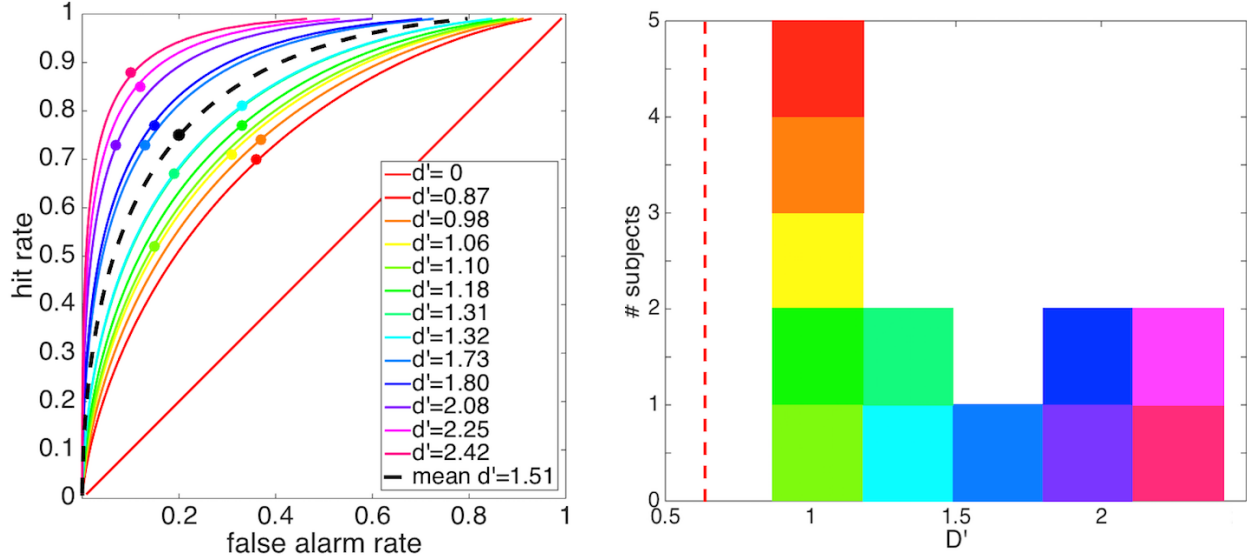 1
0.9
0.8
0.7
0.6
0.5
0.4
0.3
0.2
0.1
0
hit rate
0.2
0.4
0.6
0.8
1
false alarm rate
d'= 0
d'=0.87
d'=0.98
d'=1.06
d'=1.10
d'=1.18
d'=1.31
d'=1.32
d'=1.73
d'=1.80
d'=2.08
d'=2.25
d'=2.42
mean d'=1.51
5
4
3
2
1
0
# subjects
0.5
1
1.5
2
D'